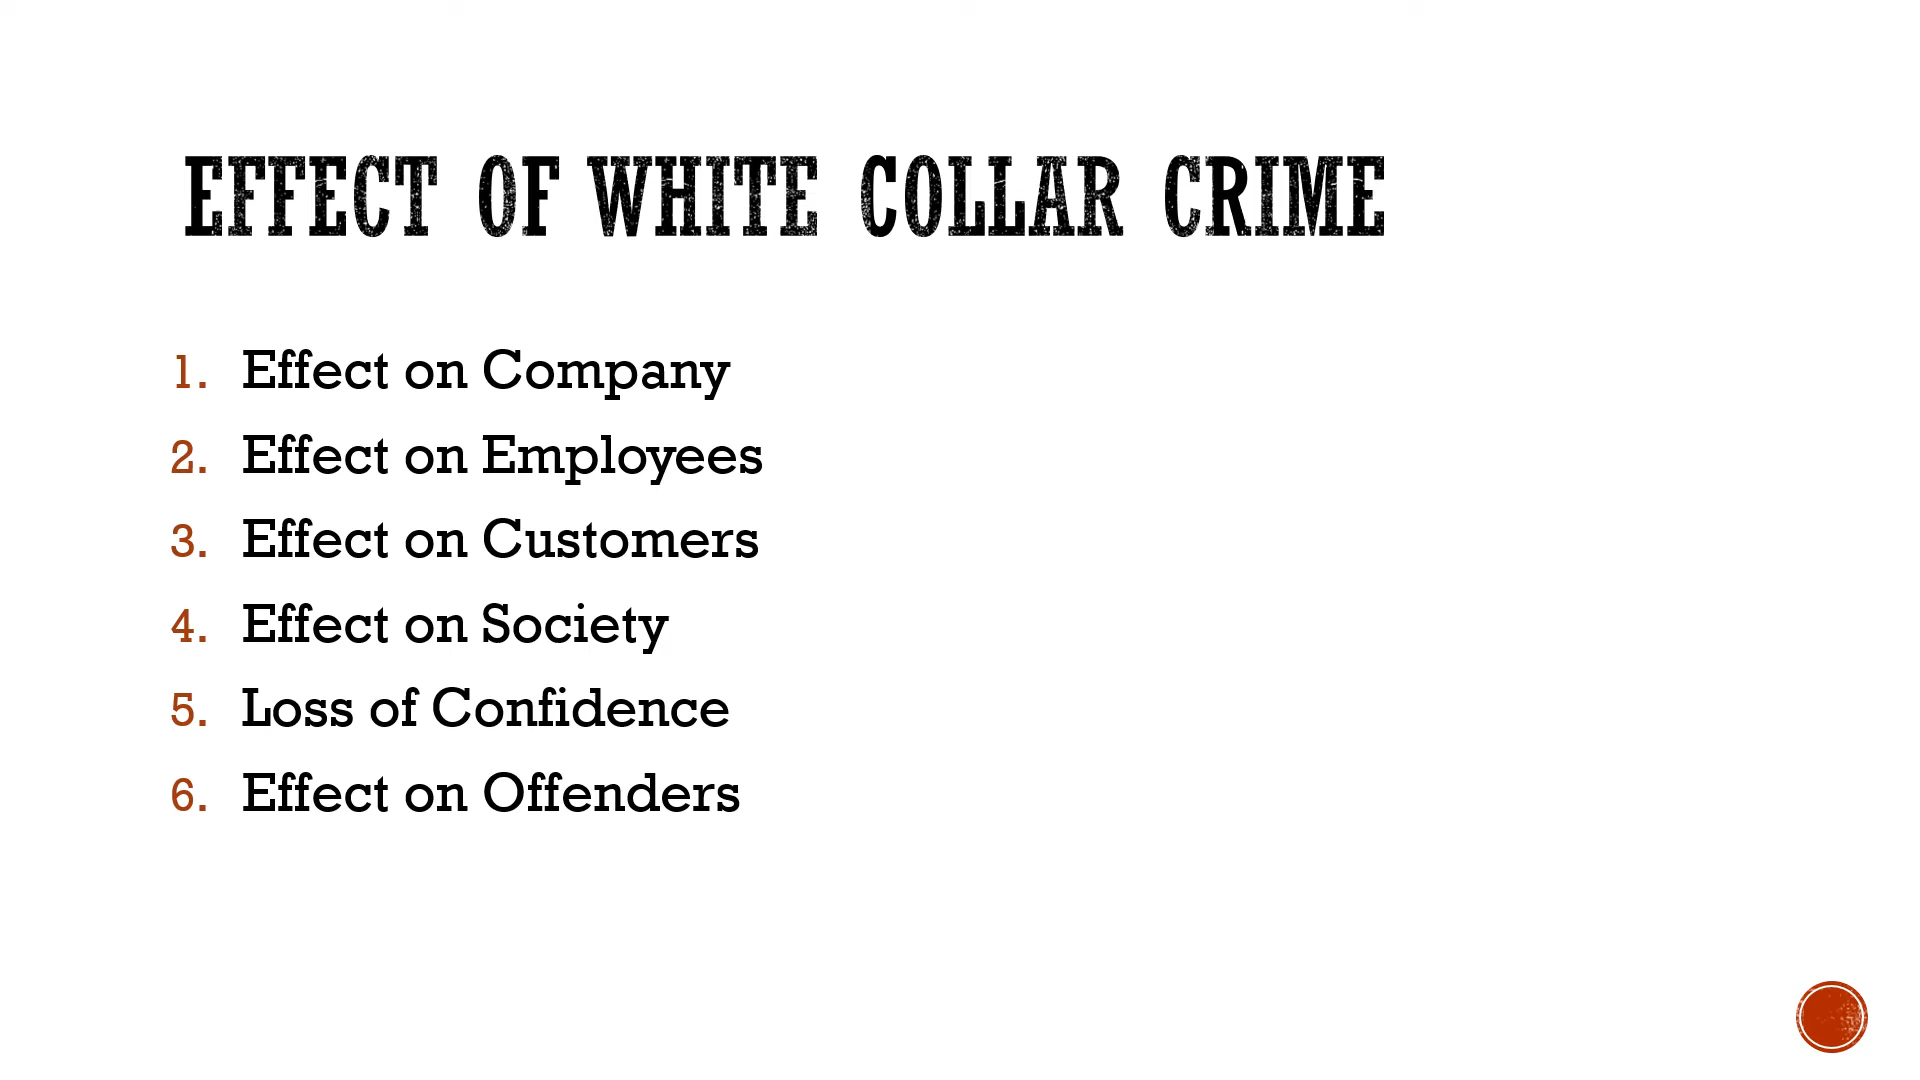 EFFECT OF WHITE COLLAR CRIME
1. Effect on Company
2. Effect on Employees
3. Effect on Customers
4. Effect on Society
5. Loss of Confidence
6. Effect on Offenders